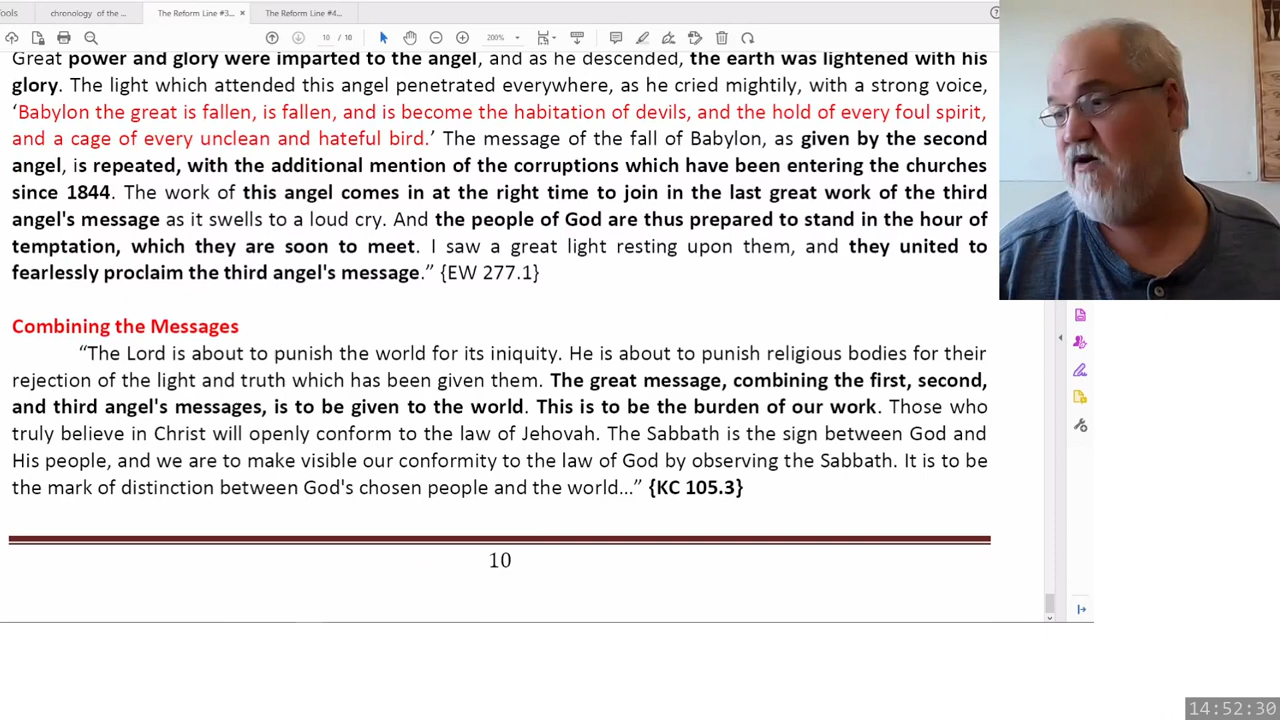 ools
chronology of the ...
The Reform Line #3... ×
The Reform Line #4...
10 / 10
200%
Great power and glory were imparted to the angel, and as he descended, the earth was lightened with his
glory. The light which attended this angel penetrated everywhere, as he cried mightily, with a strong voice,
‘Babylon the great is fallen, is fallen, and is become the habitation of devils, and the hold of every foul spirit,
and a cage of every unclean and hateful bird.’ The message of the fall of Babylon, as given by the second
angel, is repeated, with the additional mention of the corruptions which have been entering the churches
since 1844. The work of this angel comes in at the right time to join in the last great work of the third
angel's message as it swells to a loud cry. And the people of God are thus prepared to stand in the hour of
temptation, which they are soon to meet. I saw a great light resting upon them, and they united to
fearlessly proclaim the third angel's message.” {EW 277.1}
Combining the Messages
“The Lord is about to punish the world for its iniquity. He is about to punish religious bodies for their
rejection of the light and truth which has been given them. The great message, combining the first, second,
and third angel's messages, is to be given to the world. This is to be the burden of our work. Those who
truly believe in Christ will openly conform to the law of Jehovah. The Sabbath is the sign between God and
His people, and we are to make visible our conformity to the law of God by observing the Sabbath. It is to be
the mark of distinction between God's chosen people and the world…” {KC 105.3}
10
14:52:30